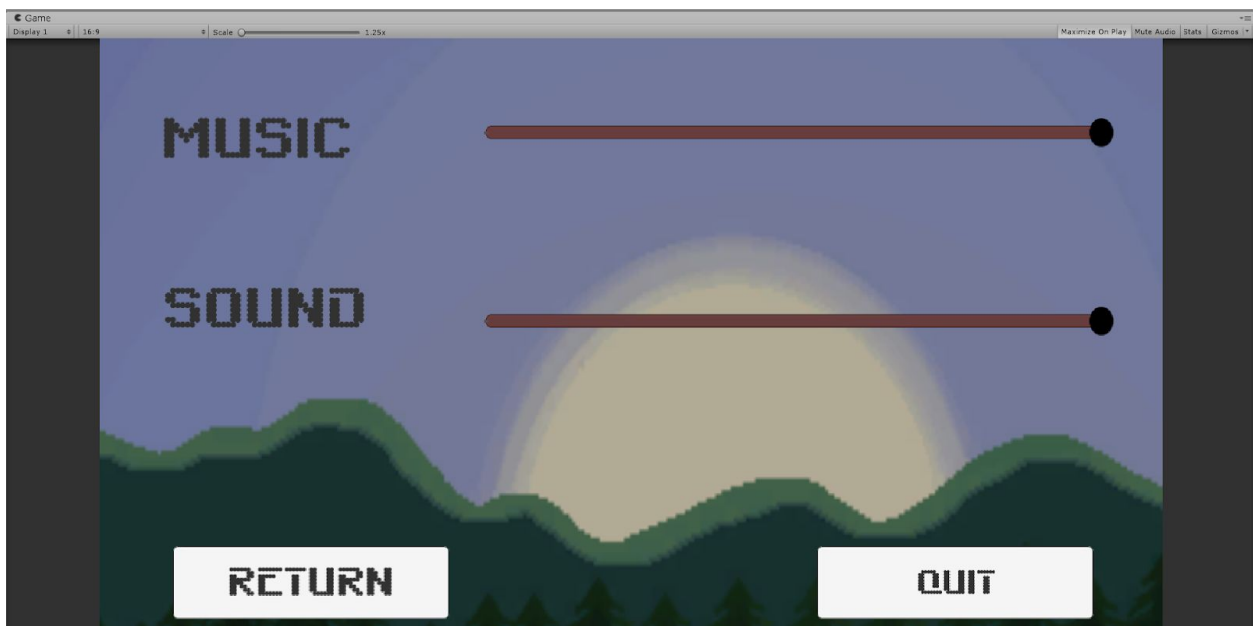 Game
Display 1 16:9 Scale 1.25x Maximize On Play Mute Audio Stats Gizmos
MUSIC
SOUND
RETURN QUIT